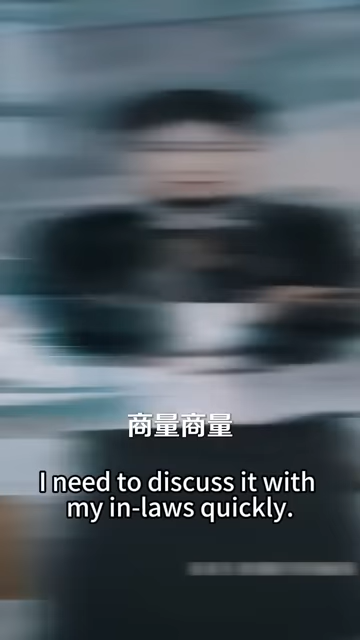 商量商量
I need to discuss it with
my in-laws quickly.